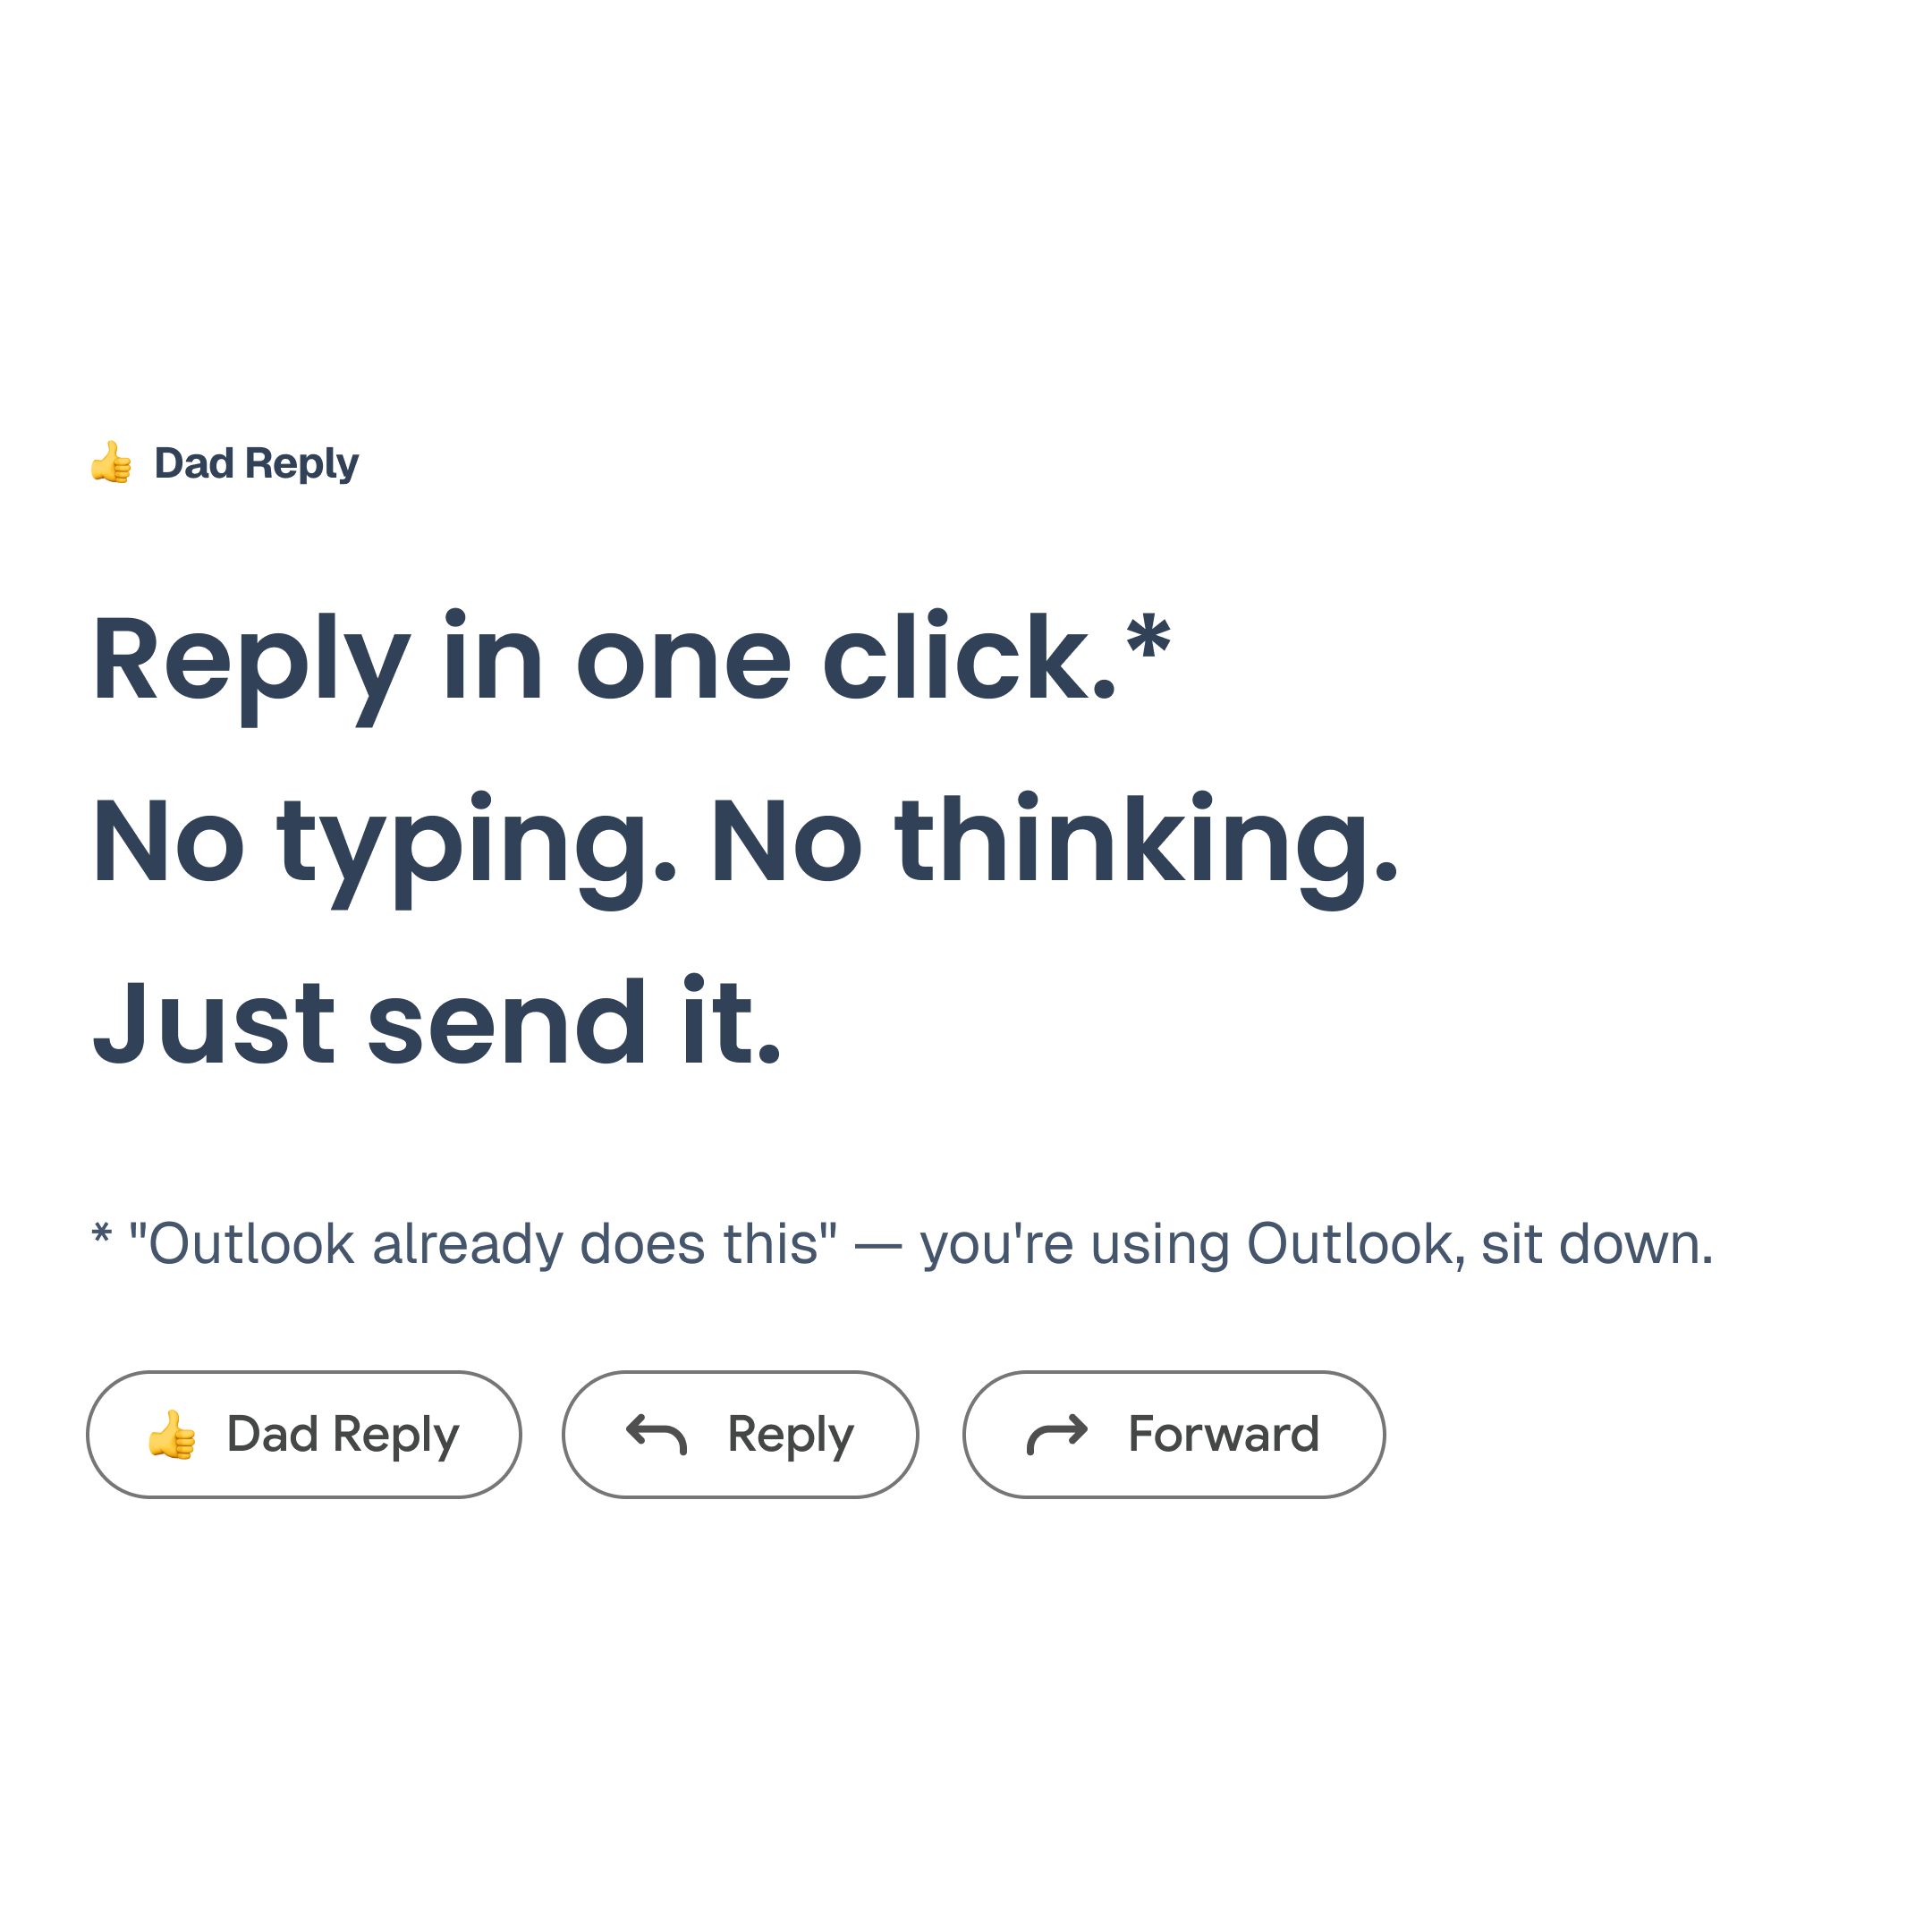 👍 Dad Reply
Reply in one click.*
No typing. No thinking.
Just send it.
* "Outlook already does this" — you're using Outlook, sit down.
👍 Dad Reply
Reply
Forward